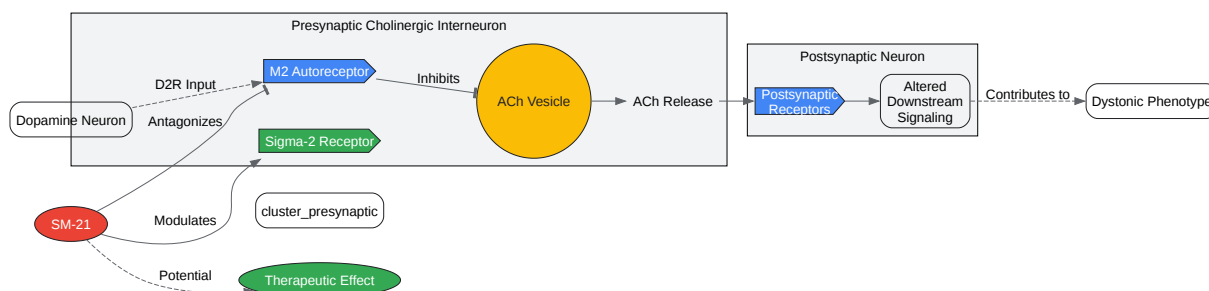 Presynaptic Cholinergic Interneuron
Postsynaptic Neuron
M2 Autoreceptor
Inhibits
D2R Input
Dopamine Neuron
Antagonizes
ACh Vesicle
ACh Release
Postsynaptic
Receptors
Altered
Downstream
Signaling
Contributes to
Dystonic Phenotype
Sigma-2 Receptor
SM-21
Modulates
cluster_presynaptic
Potential
Therapeutic Effect